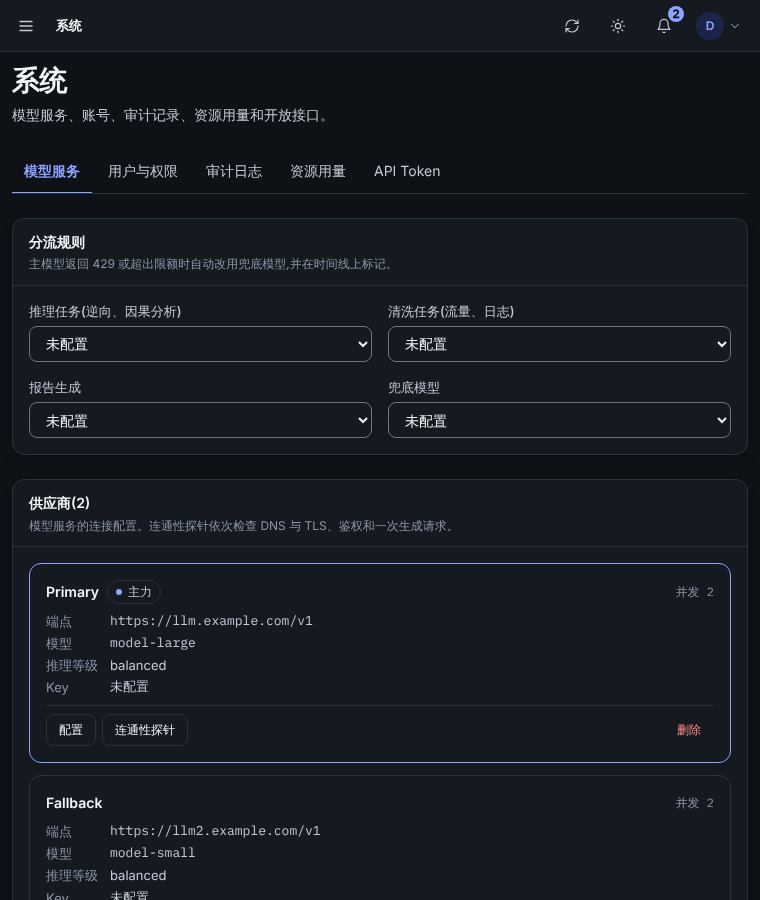 系统
2
D
系统
模型服务、账号、审计记录、资源用量和开放接口。
模型服务 用户与权限 审计日志 资源用量 API Token
分流规则
主模型返回 429 或超出限额时自动改用兜底模型,并在时间线上标记。
推理任务(逆向、因果分析) 清洗任务(流量、日志)
未配置 未配置
报告生成 兜底模型
未配置 未配置
供应商(2)
模型服务的连接配置。连通性探针依次检查 DNS 与 TLS、鉴权和一次生成请求。
Primary 主力 并发 2
端点 https://llm.example.com/v1
模型 model-large
推理等级 balanced
Key 未配置
配置 连通性探针 删除
Fallback 并发 2
端点 https://llm2.example.com/v1
模型 model-small
推理等级 balanced
Key 未配置